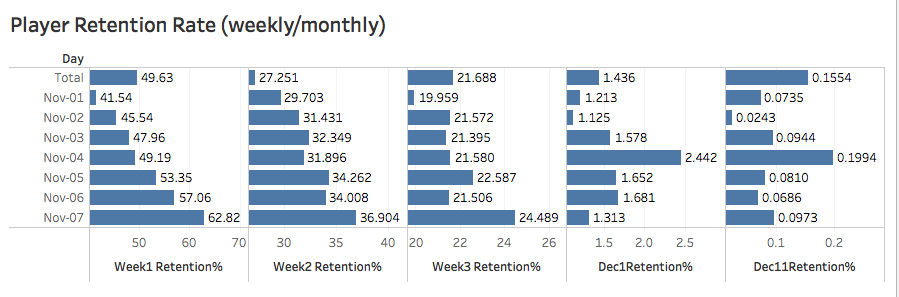 Player Retention Rate (weekly/monthly)
Day
Total 49.63 27.251 21.688 1.436 0.1554
Nov-01 41.54 29.703 19.959 1.213 0.0735
Nov-02 45.54 31.431 21.572 1.125 0.0243
Nov-03 47.96 32.349 21.395 1.578 0.0944
Nov-04 49.19 31.896 21.580 2.442 0.1994
Nov-05 53.35 34.262 22.587 1.652 0.0810
Nov-06 57.06 34.008 21.506 1.681 0.0686
Nov-07 62.82 36.904 24.489 1.313 0.0973
50 60 70 30 35 40 20 22 24 26 1.5 2.0 2.5 0.1 0.2
Week1 Retention% Week2 Retention% Week3 Retention% Dec1Retention% Dec11Retention%